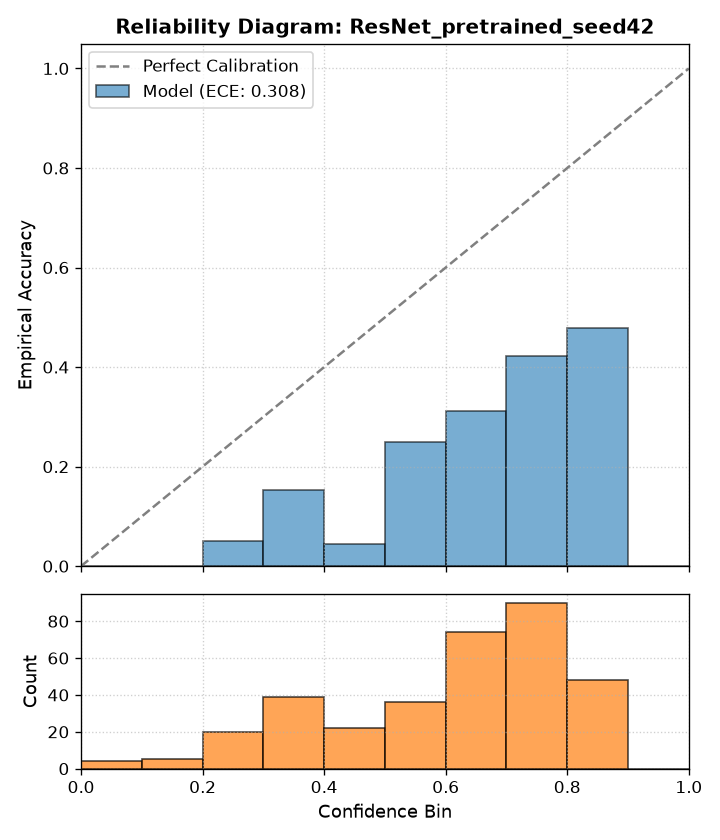 Reliability Diagram: ResNet_pretrained_seed42
Perfect Calibration
Model (ECE: 0.308)
1.0
0.8
0.6
0.4
0.2
0.0
Empirical Accuracy
80
60
40
20
0
Count
0.0 0.2 0.4 0.6 0.8 1.0
Confidence Bin